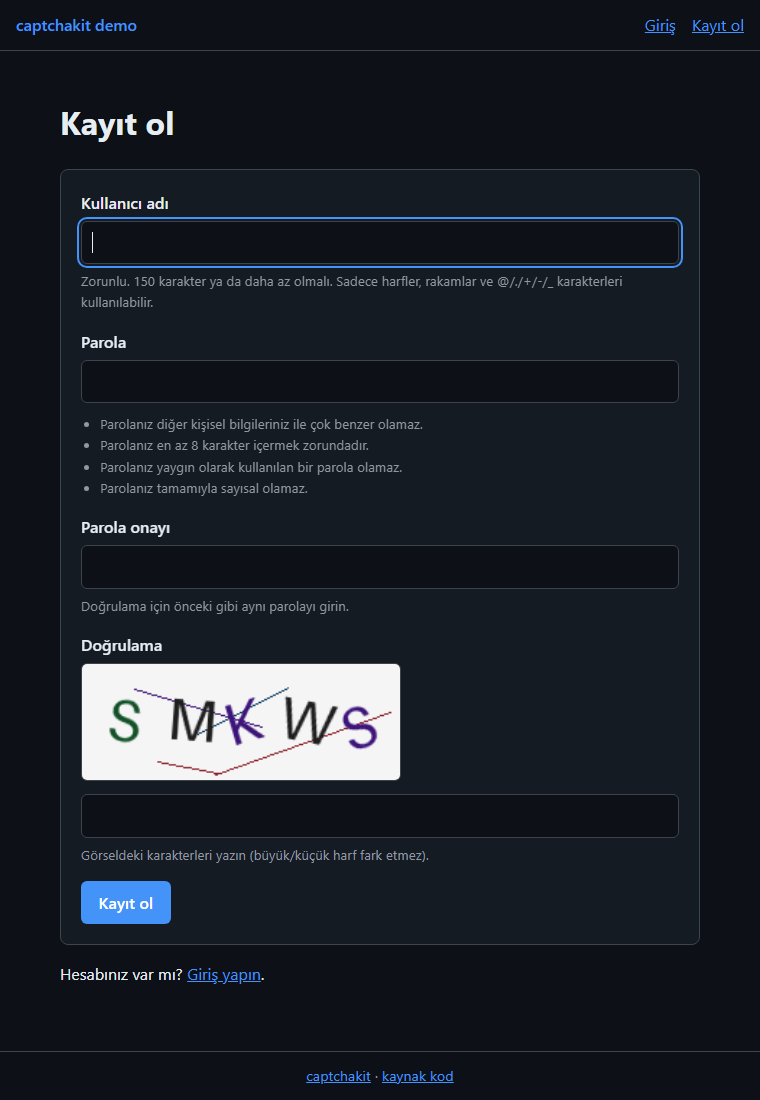 captchakit demo
Giriş
Kayıt ol
Kayıt ol
Kullanıcı adı
Zorunlu. 150 karakter ya da daha az olmalı. Sadece harfler, rakamlar ve @/./+/-/_ karakterleri
kullanılabilir.
Parola
Parolanız diğer kişisel bilgileriniz ile çok benzer olamaz.
Parolanız en az 8 karakter içermek zorundadır.
Parolanız yaygın olarak kullanılan bir parola olamaz.
Parolanız tamamıyla sayısal olamaz.
Parola onayı
Doğrulama için önceki gibi aynı parolayı girin.
Doğrulama
S M K W S
Görseldeki karakterleri yazın (büyük/küçük harf fark etmez).
Kayıt ol
Hesabınız var mı? Giriş yapın.
captchakit · kaynak kod